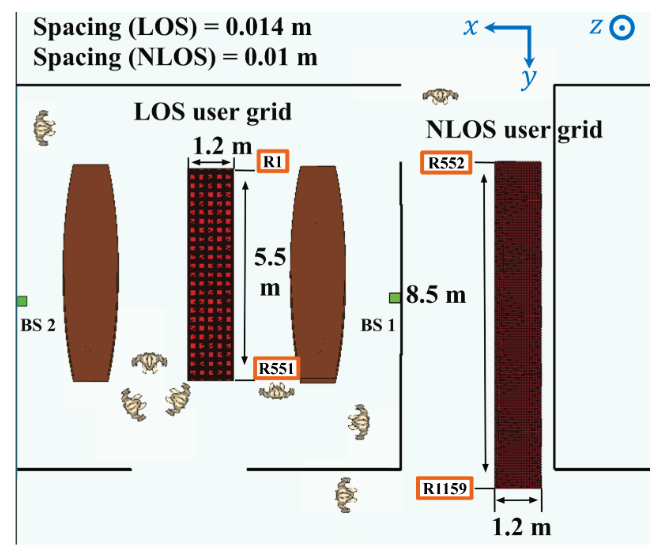 Spacing (LOS) = 0.014 m
Spacing (NLOS) = 0.01 m
x
y
z
LOS user grid
NLOS user grid
1.2 m
R1
R552
5.5
m
8.5 m
BS 2
BS 1
R551
R1159
1.2 m